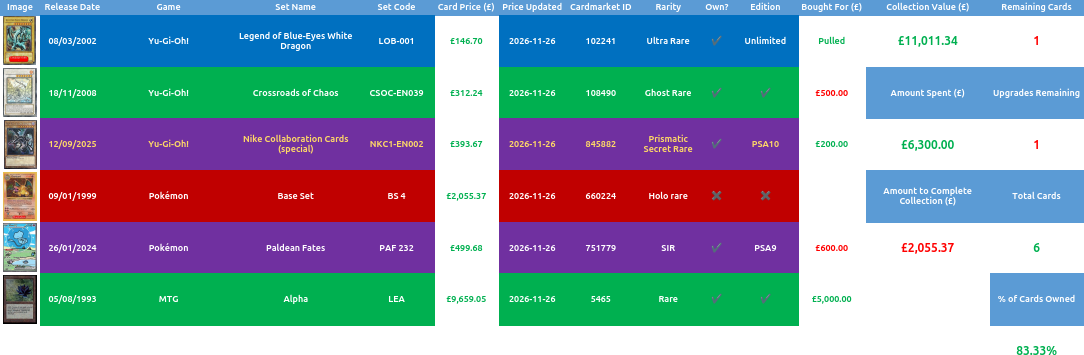 Image Release Date Game Set Name Set Code Card Price (£) Price Updated Cardmarket ID Rarity Own? Edition Bought For (£) Collection Value (£) Remaining Cards
08/03/2002 Yu-Gi-Oh! Legend of Blue-Eyes White Dragon LOB-001 £146.70 2026-11-26 102241 Ultra Rare ✔ Unlimited Pulled £11,011.34 1
18/11/2008 Yu-Gi-Oh! Crossroads of Chaos CSOC-EN039 £312.24 2026-11-26 108490 Ghost Rare ✔ ✔ £500.00 Amount Spent (£) Upgrades Remaining
12/09/2025 Yu-Gi-Oh! Nike Collaboration Cards (special) NKC1-EN002 £393.67 2026-11-26 845882 Prismatic Secret Rare ✔ PSA10 £200.00 £6,300.00 1
09/01/1999 Pokémon Base Set BS 4 £2,055.37 2026-11-26 660224 Holo rare ✖ ✖ Amount to Complete Collection (£) Total Cards
26/01/2024 Pokémon Paldean Fates PAF 232 £499.68 2026-11-26 751779 SIR ✔ PSA9 £600.00 £2,055.37 6
05/08/1993 MTG Alpha LEA £9,659.05 2026-11-26 5465 Rare ✔ ✔ £5,000.00 % of Cards Owned
83.33%